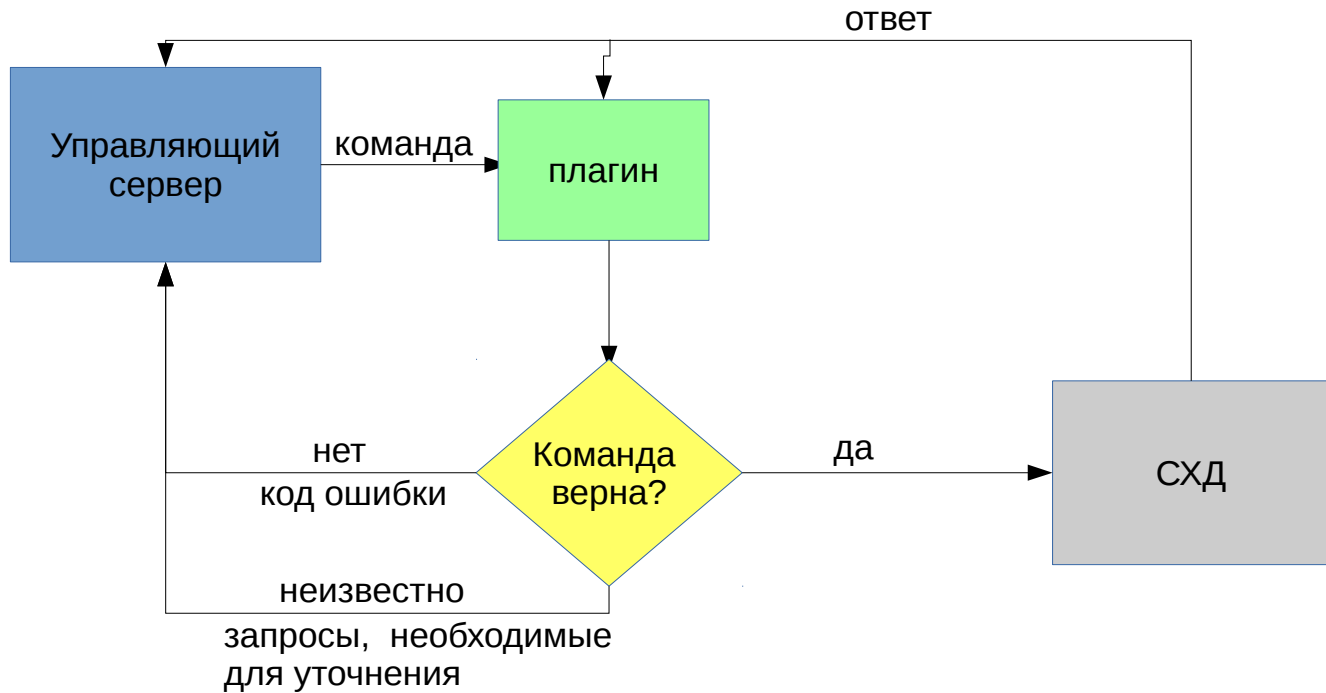 ответ
Управляющий
сервер
команда
плагин
нет
код ошибки
Команда
верна?
да
СХД
неизвестно
запросы, необходимые
для уточнения